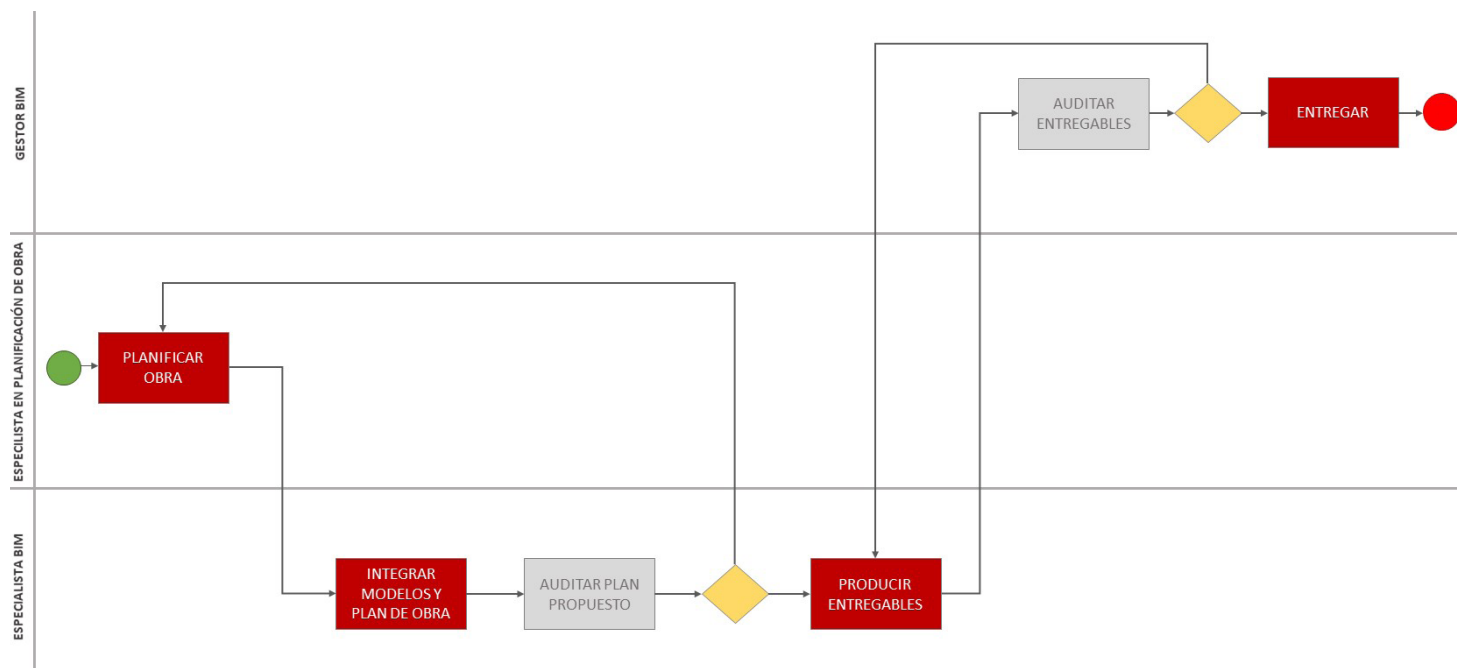 GESTOR BIM
AUDITAR
ENTREGABLES
ENTREGAR
ESPECILISTA EN PLANIFICACIÓN DE OBRA
PLANIFICAR
OBRA
ESPECIALISTA BIM
INTEGRAR
MODELOS Y
PLAN DE OBRA
AUDITAR PLAN
PROPUESTO
PRODUCIR
ENTREGABLES